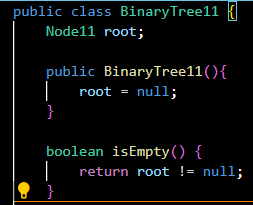 public class BinaryTree11 {
Node11 root;
public BinaryTree11(){
root = null;
}
boolean isEmpty() {
return root != null;
}